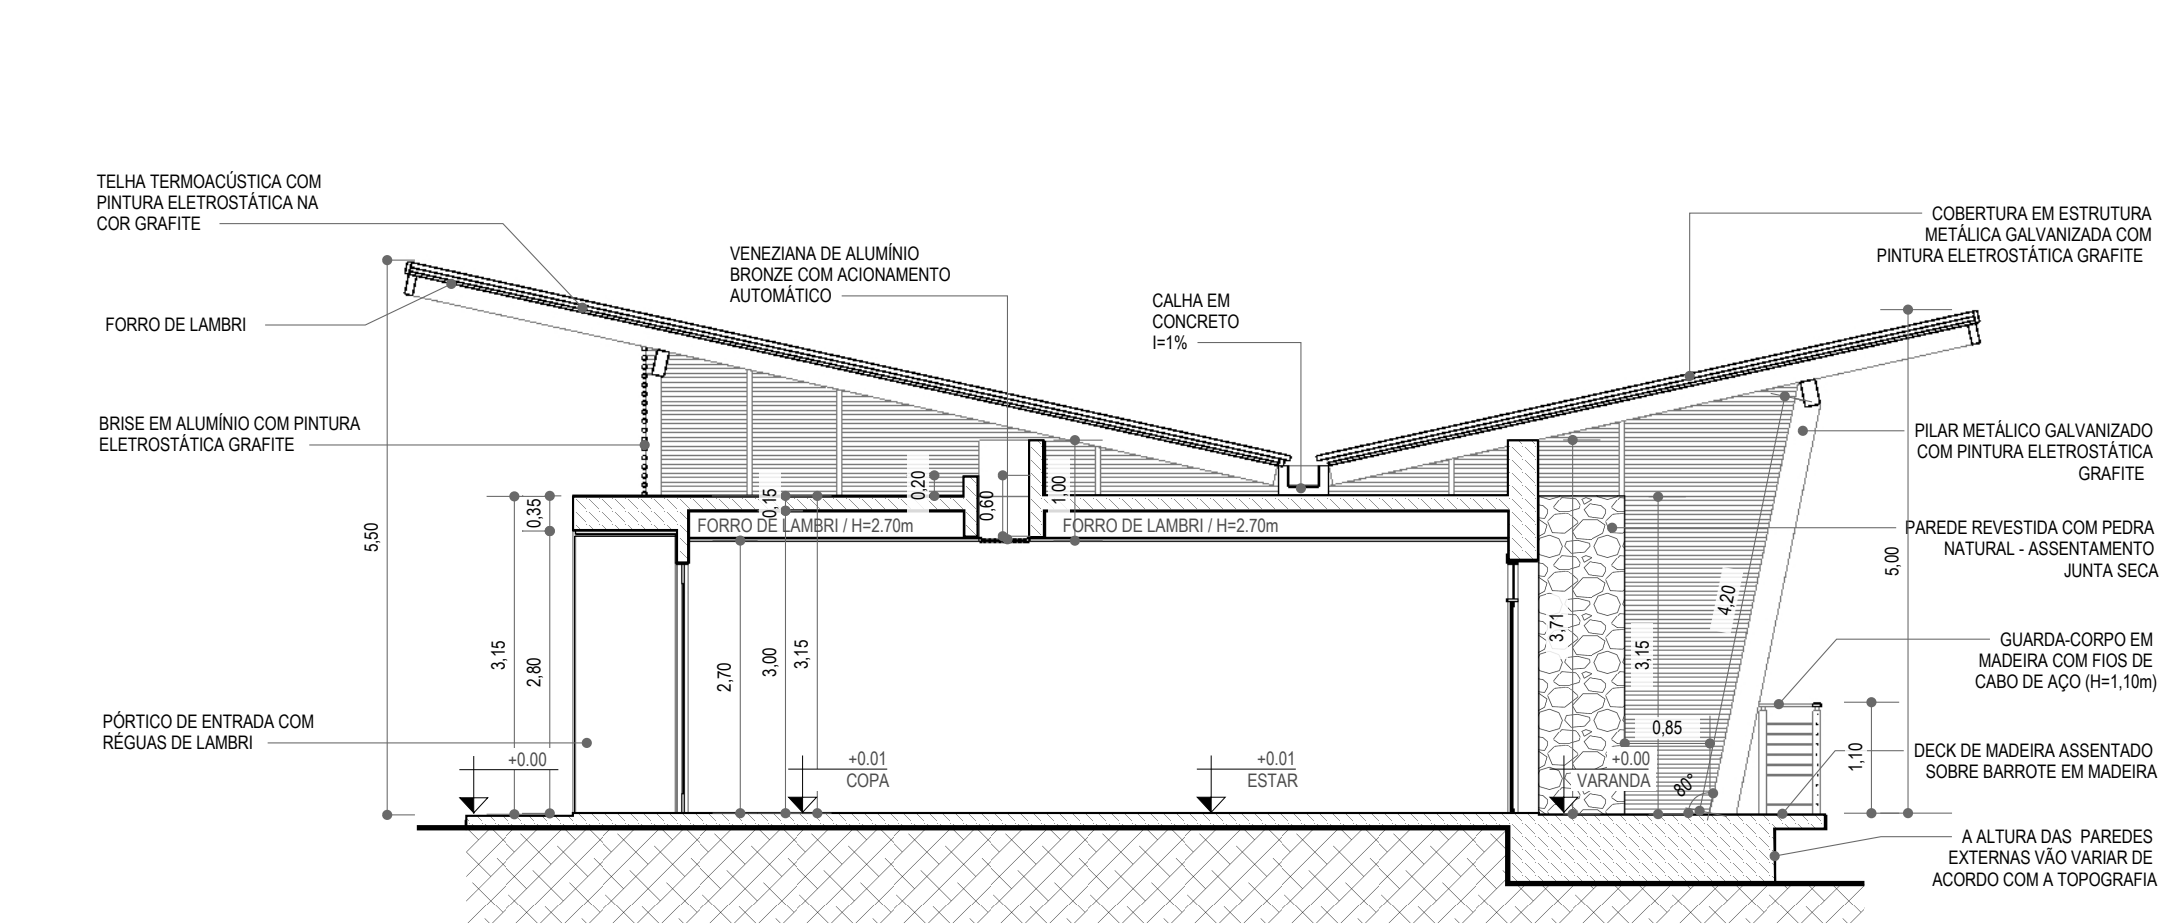 TELHA TERMOACÚSTICA COM
PINTURA ELETROSTÁTICA NA
COR GRAFITE
FORRO DE LAMBRI
BRISE EM ALUMÍNIO COM PINTURA
ELETROSTÁTICA GRAFITE
PÓRTICO DE ENTRADA COM
RÉGUAS DE LAMBRI
VENEZIANA DE ALUMÍNIO
BRONZE COM ACIONAMENTO
AUTOMÁTICO
CALHA EM
CONCRETO
I=1%
COBERTURA EM ESTRUTURA
METÁLICA GALVANIZADA COM
PINTURA ELETROSTÁTICA GRAFITE
PILAR METÁLICO GALVANIZADO
COM PINTURA ELETROSTÁTICA
GRAFITE
PAREDE REVESTIDA COM PEDRA
NATURAL - ASSENTAMENTO
JUNTA SECA
GUARDA-CORPO EM
MADEIRA COM FIOS DE
CABO DE AÇO (H=1,10m)
DECK DE MADEIRA ASSENTADO
SOBRE BARROTE EM MADEIRA
A ALTURA DAS PAREDES
EXTERNAS VÃO VARIAR DE
ACORDO COM A TOPOGRAFIA
5,50
3,15
0,35
2,80
0,15
0,20
0,60
1,00
FORRO DE LAMBRI / H=2.70m
FORRO DE LAMBRI / H=2.70m
2,70
3,00
3,15
3,71
3,15
4,20
0,85
80°
5,00
1,10
+0.00
+0.01
COPA
+0.01
ESTAR
+0.00
VARANDA